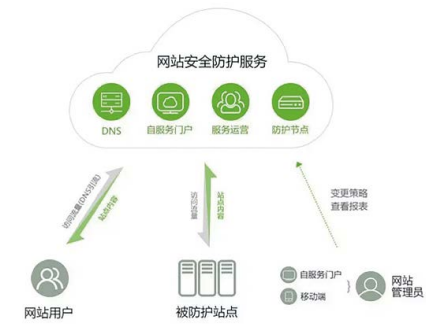 网站安全防护服务
DNS
自服务门户
服务运营
防护节点
访问流量(DNS引流)
站点内容
访问流量
站点内容
变更策略
查看报表
网站用户
被防护站点
自服务门户
移动端
网站
管理员